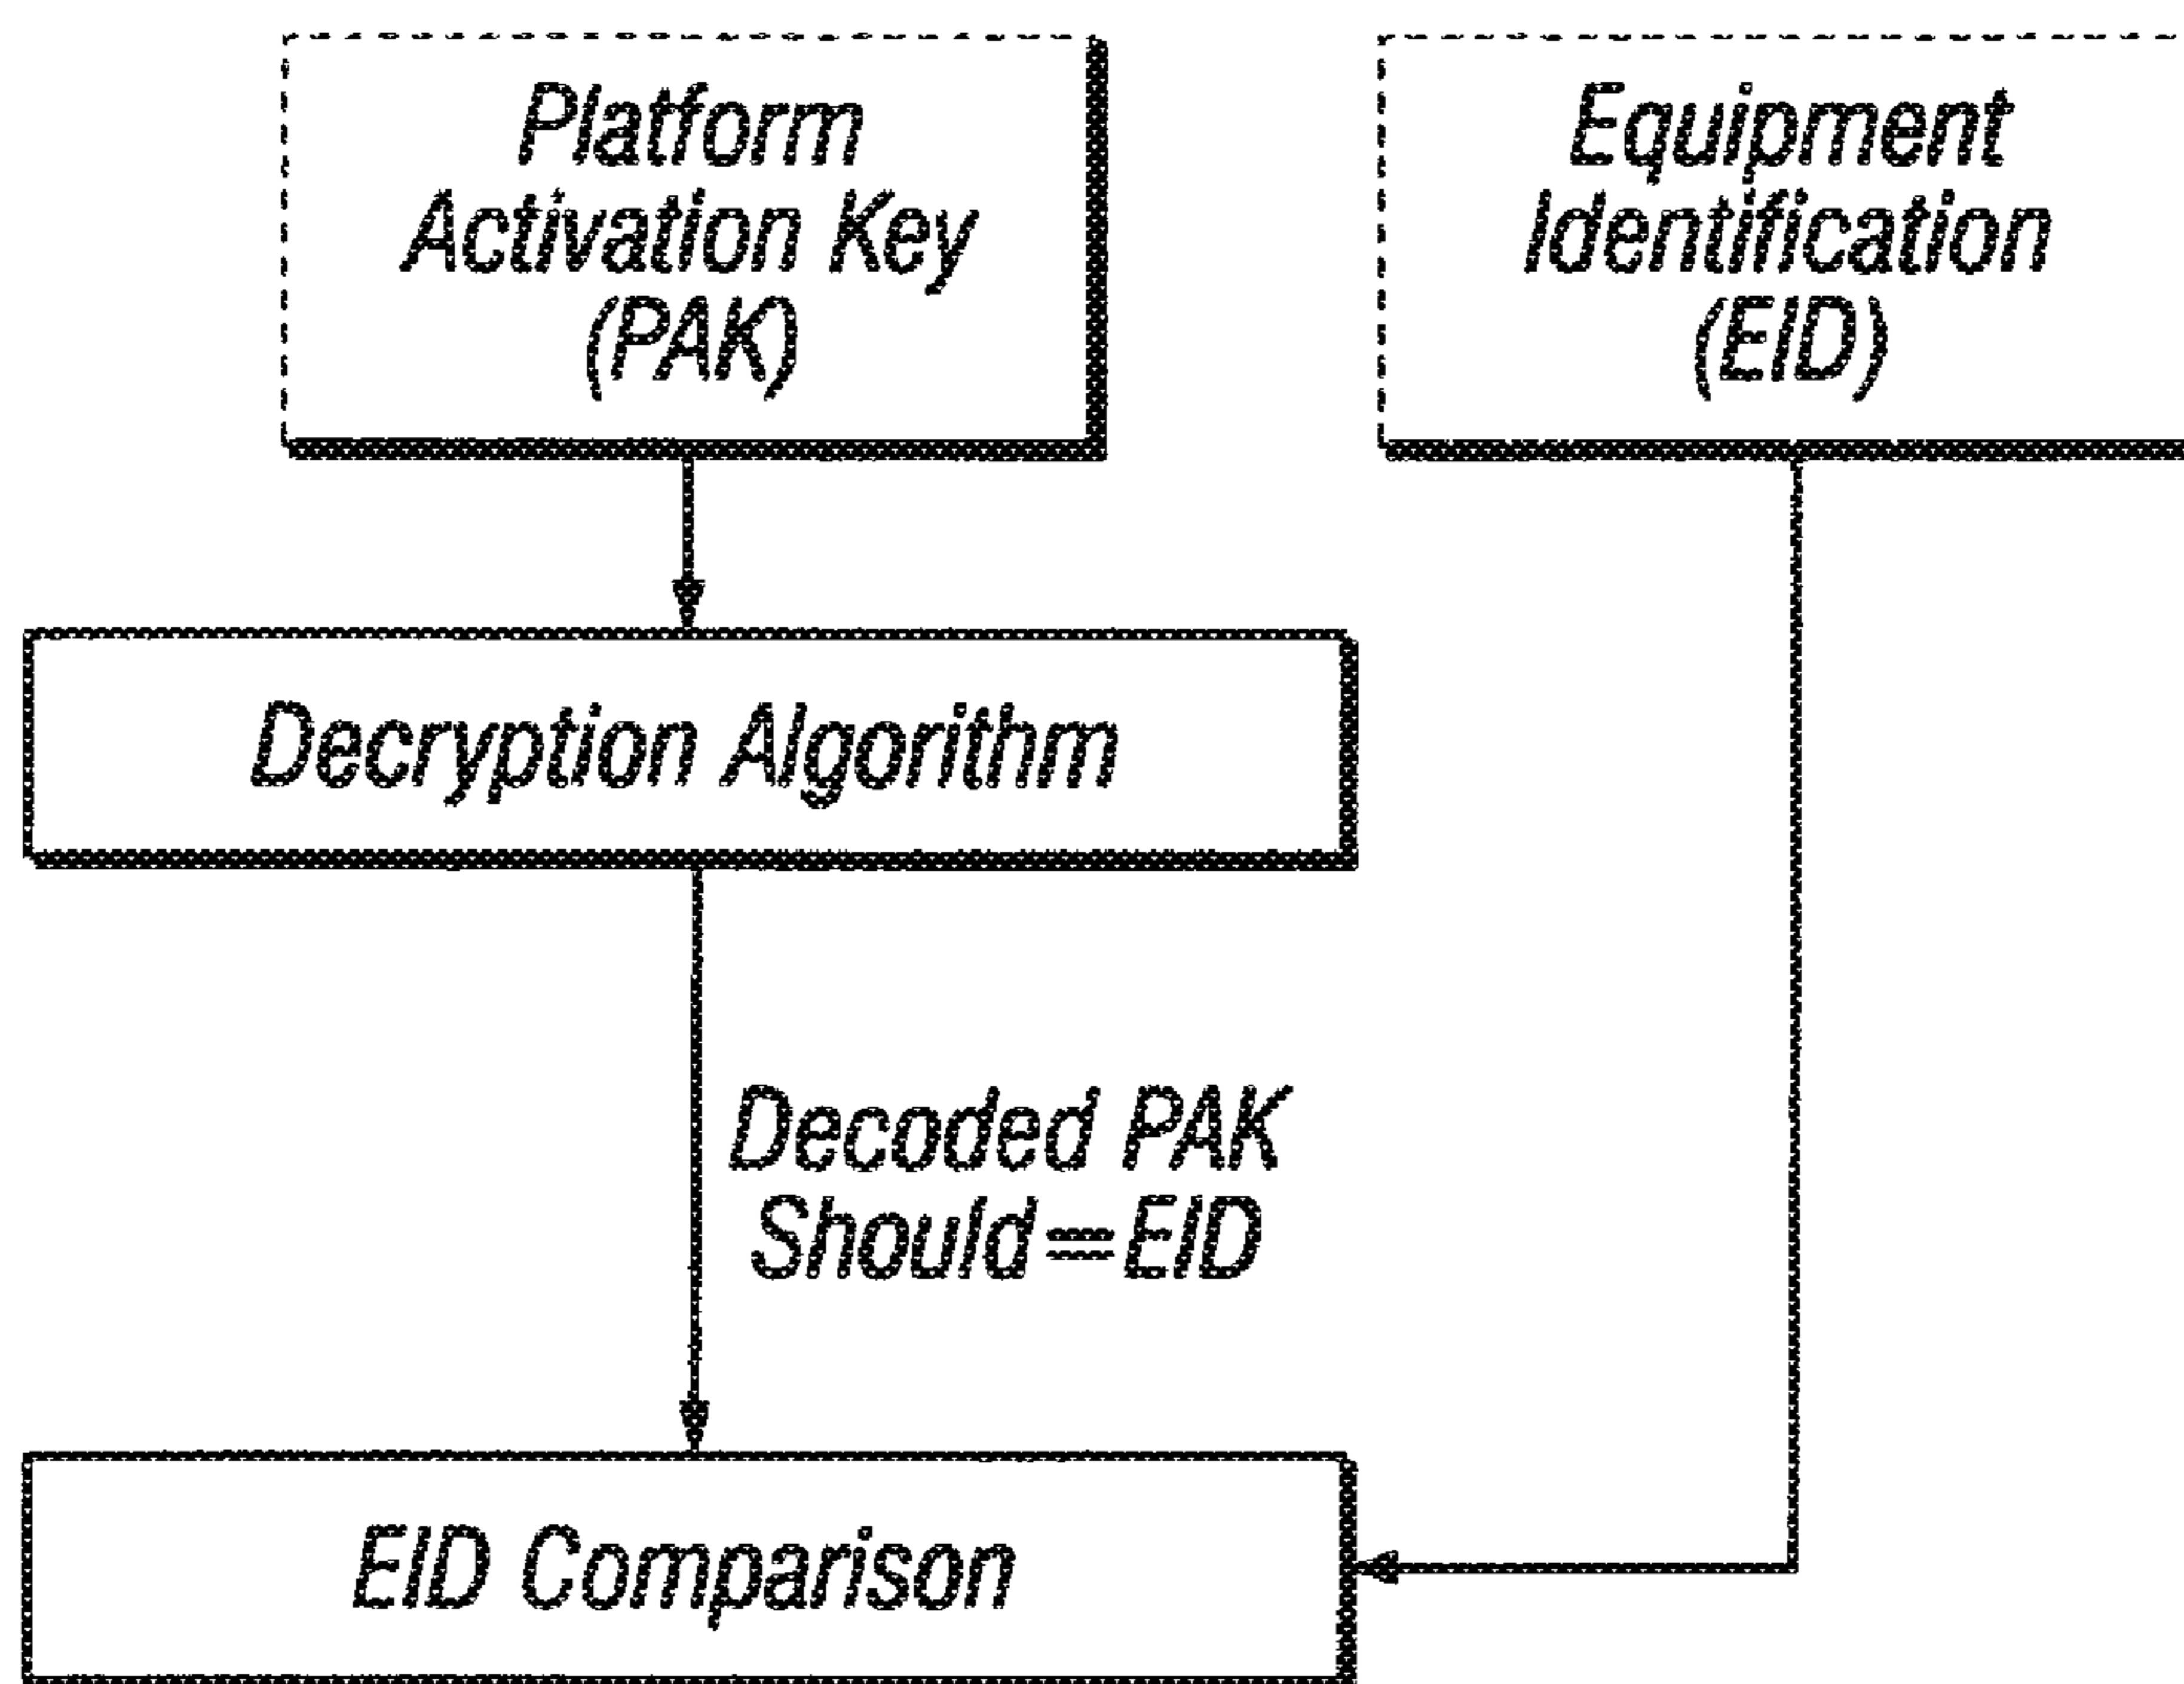 Platform
Activation Key
(PAK)
Equipment
Identification
(EID)
Decryption Algorithm
Decoded PAK
Should=EID
EID Comparison